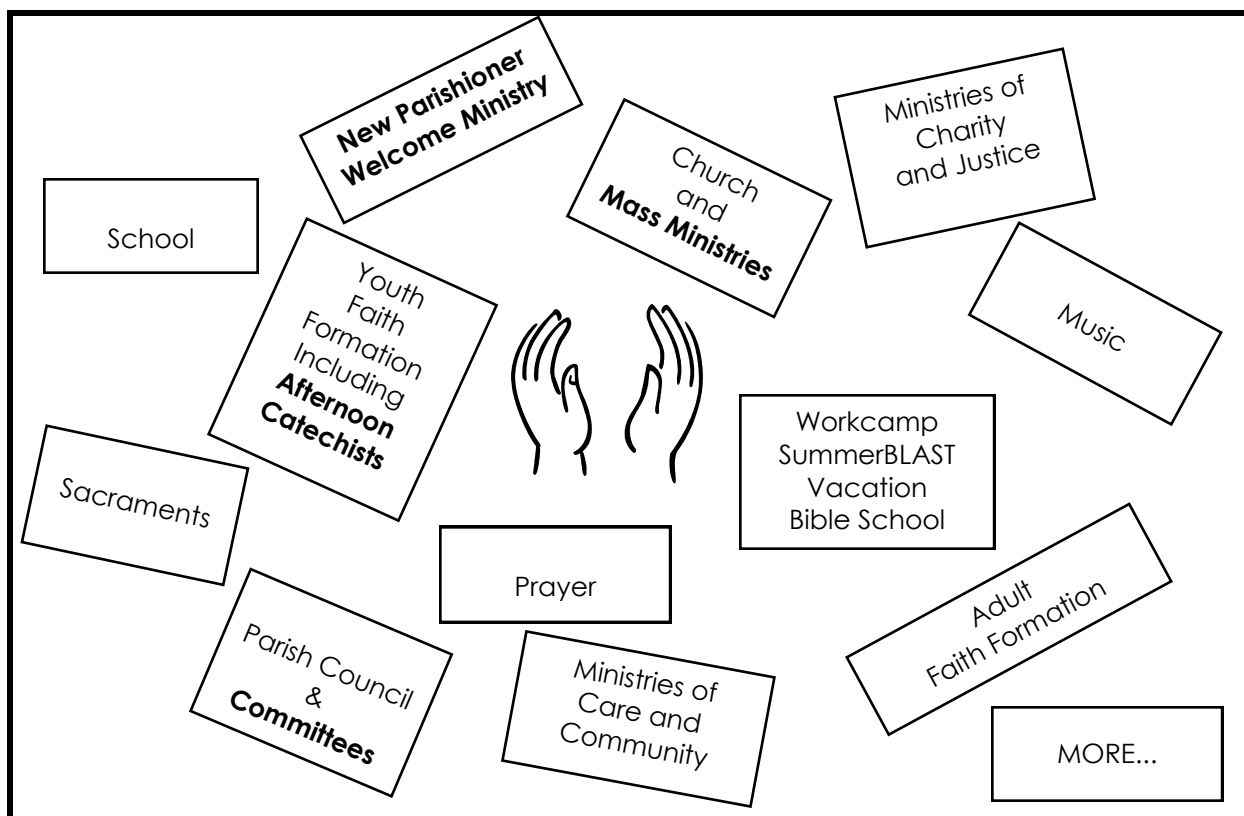 New Parishioner
Welcome Ministry
Church
and
Mass Ministries
Ministries of
Charity
and Justice
School
Youth
Faith
Formation
Including
Afternoon
Catechists
Music
Workcamp
SummerBLAST
Vacation
Bible School
Sacraments
Prayer
Adult
Faith Formation
Parish Council
&
Committees
Ministries of
Care and
Community
MORE...